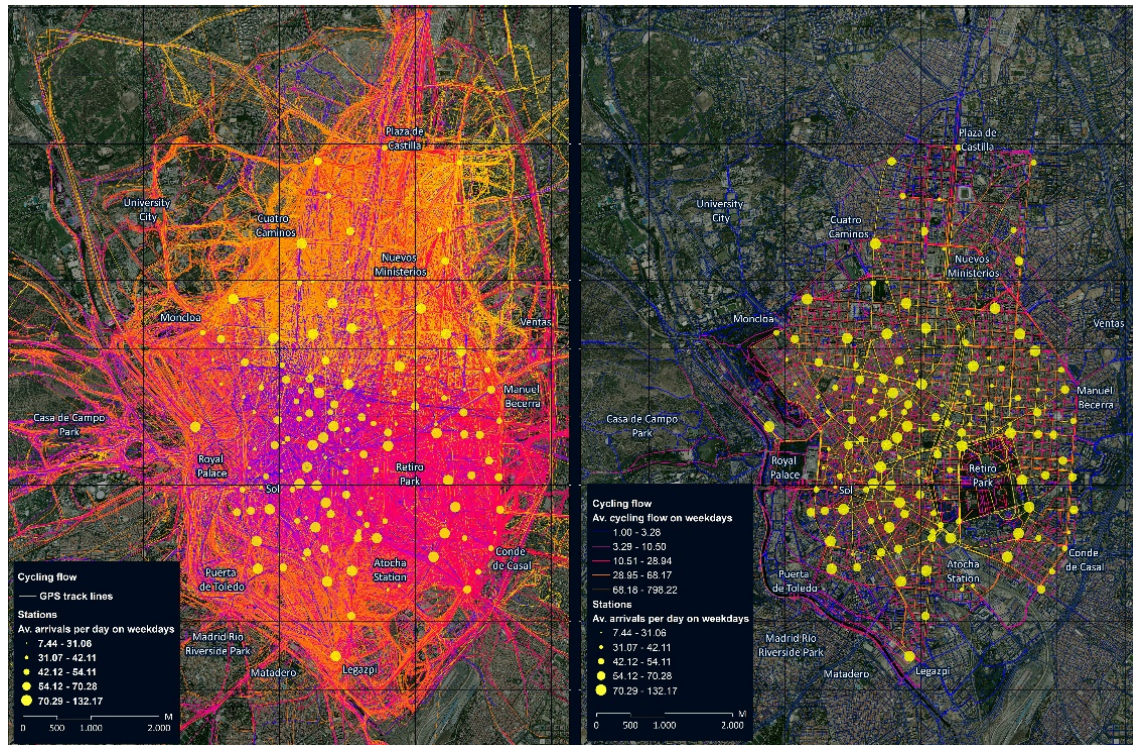 Plaza de
Castilla
University
City
Cuatro
Caminos
Nuevos
Ministerios
Moncloa
Ventas
Manuel
Becerra
Casa de Campo
Park
Royal
Palace
Retiro
Park
Sol
Atocha
Station
Conde
de Casal
Puerta
de Toledo
Madrid Río
Riverside Park
Matadero
Legazpi
Cycling flow
GPS track lines
Stations
Av. arrivals per day on weekdays
7.44 - 31.06
31.07 - 42.11
42.12 - 54.11
54.12 - 70.28
70.29 - 132.17
M
0 500 1.000 2.000
Plaza de
Castilla
University
City
Cuatro
Caminos
Nuevos
Ministerios
Moncloa
Ventas
Manuel
Becerra
Casa de Campo
Park
Royal
Palace
Retiro
Park
Sol
Atocha
Station
Conde
de Casal
Puerta
de Toledo
Madrid Río
Riverside Park
Matadero
Legazpi
Cycling flow
Av. cycling flow on weekdays
1.00 - 3.28
3.29 - 10.50
10.51 - 28.94
28.95 - 68.17
68.18 - 798.22
Stations
Av. arrivals per day on weekdays
7.44 - 31.06
31.07 - 42.11
42.12 - 54.11
54.12 - 70.28
70.29 - 132.17
M
0 500 1.000 2.000